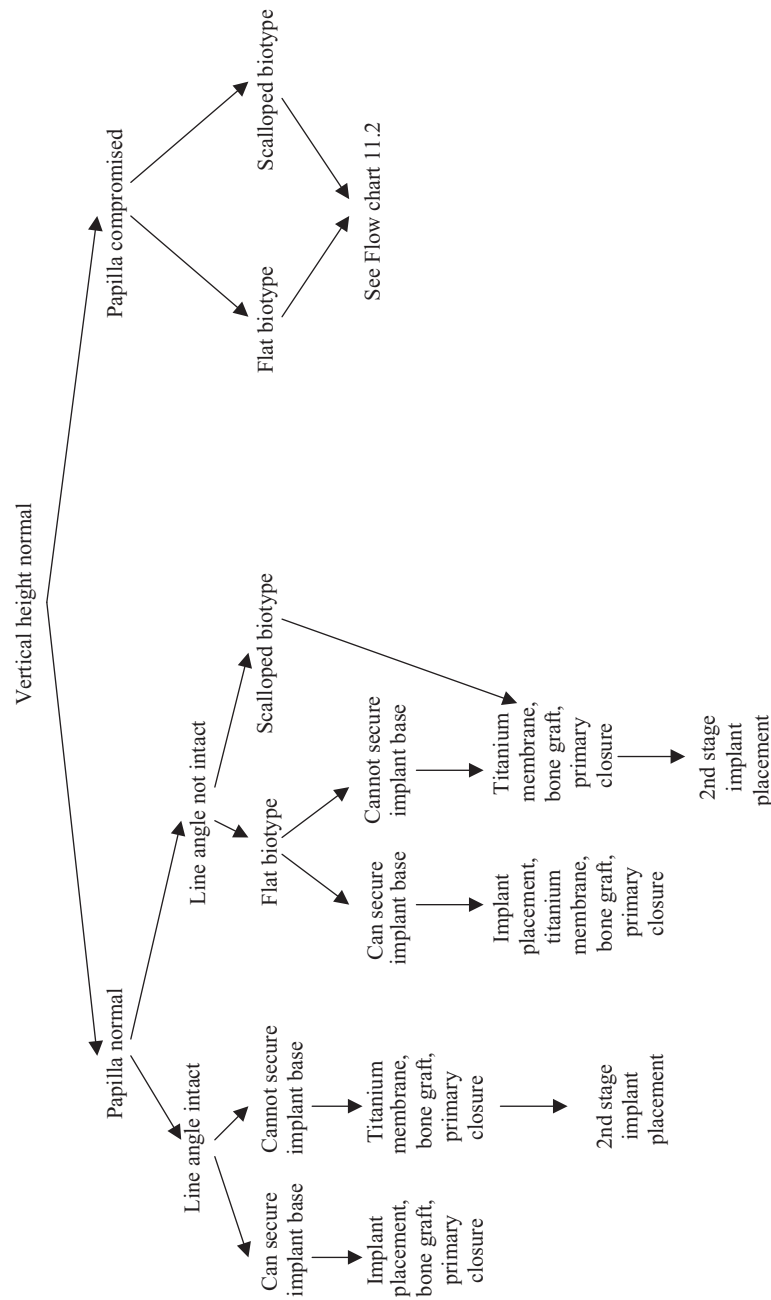 Vertical height normal
Papilla normal
Papilla compromised
Line angle intact
Line angle not intact
Flat biotype
Scalloped biotype
Can secure
implant base
Cannot secure
implant base
Flat biotype
Scalloped biotype
See Flow chart 11.2
Can secure
implant base
Cannot secure
implant base
Implant
placement,
bone graft,
primary
closure
Titanium
membrane,
bone graft,
primary
closure
Implant
placement,
titanium
membrane,
bone graft,
primary
closure
Titanium
membrane,
bone graft,
primary
closure
2nd stage
implant
placement
2nd stage
implant
placement